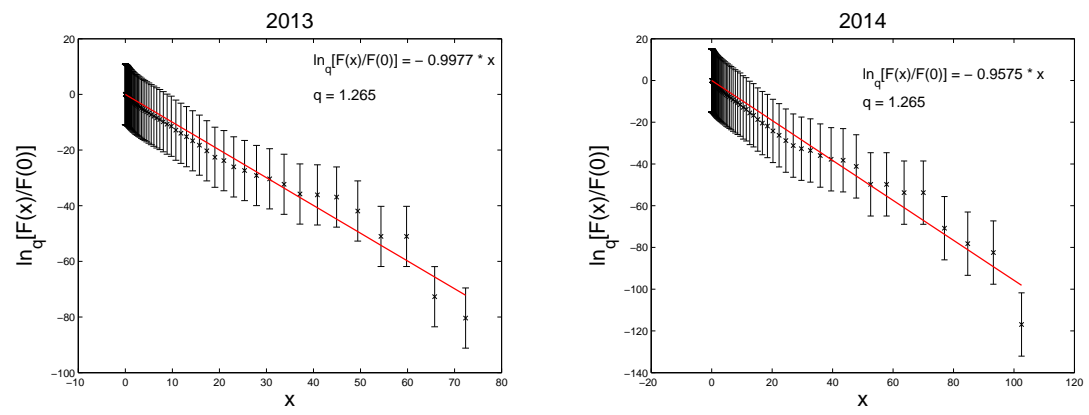 2013
ln_q[F(x)/F(0)] = − 0.9977 * x
q = 1.265
20
0
−20
−40
−60
−80
−100
ln_q[F(x)/F(0)]
−10 0 10 20 30 40 50 60 70 80
x
2014
ln_q[F(x)/F(0)] = − 0.9575 * x
q = 1.265
20
0
−20
−40
−60
−80
−100
−120
−140
ln_q[F(x)/F(0)]
−20 0 20 40 60 80 100 120
x